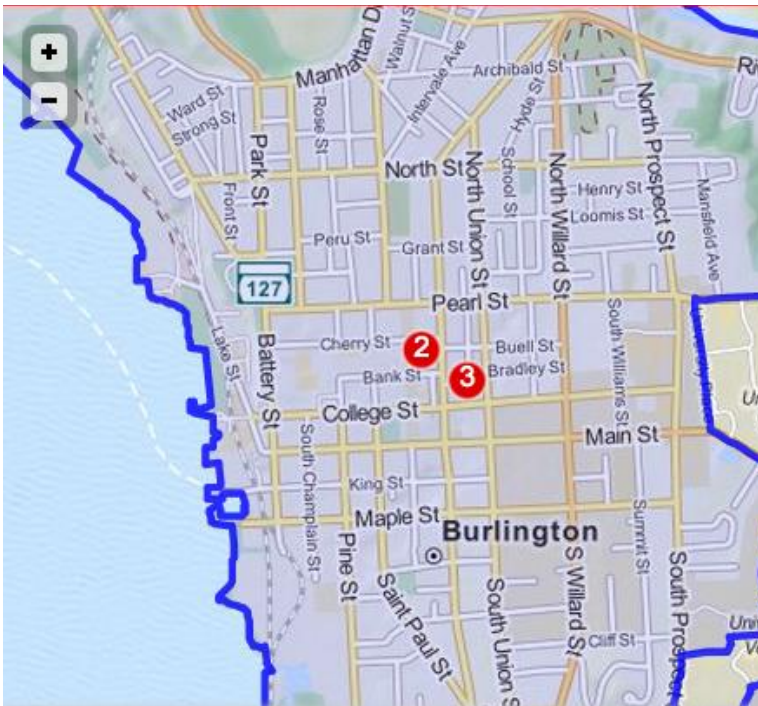 +
Manhattan D
Walnut S
Intervale Ave
Archibald St
Riv
−
Ward St
Strong St
Rose St
Hyde St
North Prospect St
Park St
North St
North Union St
School St
North Willard St
Henry St
Mansfield Ave
Front St
Loomis St
Peru St
Grant St
127
Pearl St
Lake St
Battery St
Cherry St
2
Buell St
South Williams St
Bank St
3
Bradley St
College St
Main St
South Champlain St
King St
Maple St
Burlington
Summit St
Pine St
Saint Paul St
South Union S
S Willard St
South Prospect
Cliff St
Univ